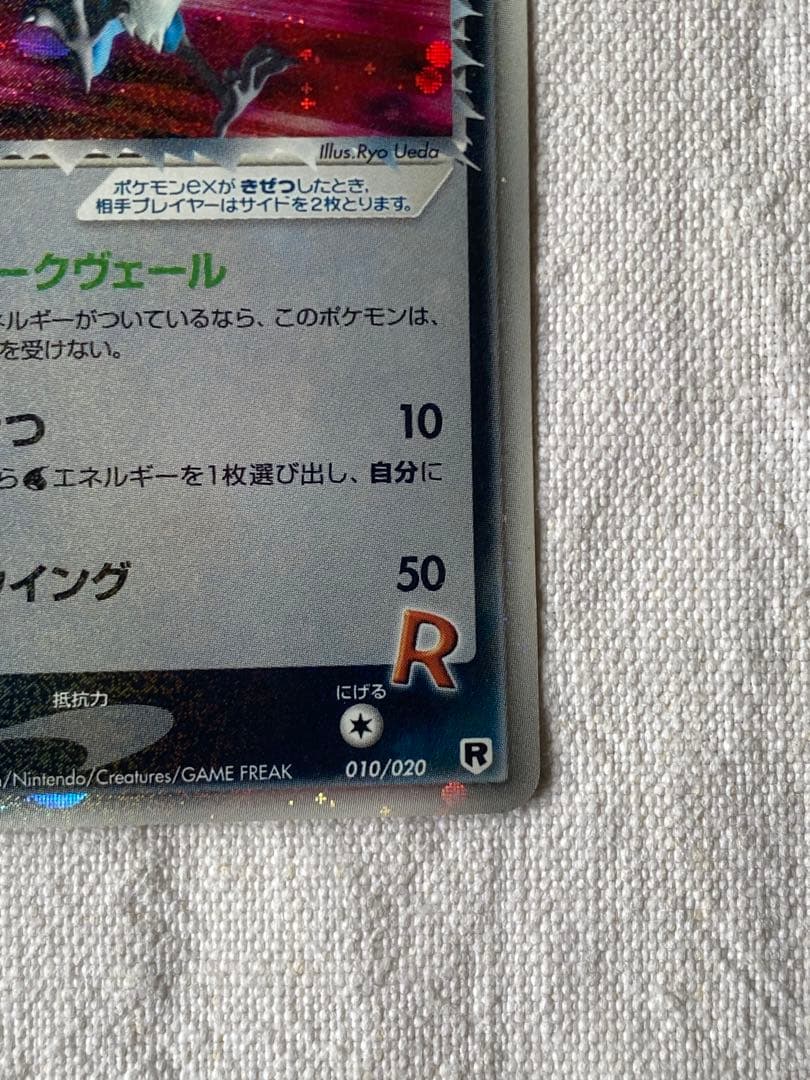 Illus.Ryo Ueda
ポケモンexが きぜつしたとき、
相手プレイヤーはサイドを2枚とります。
ークヴェール
ルギーがついているなら、このポケモンは、
を受けない。
つ 10
ら エネルギーを1枚選び出し、自分に
イング 50
R
抵抗力 にげる
/Nintendo/Creatures/GAME FREAK 010/020 R